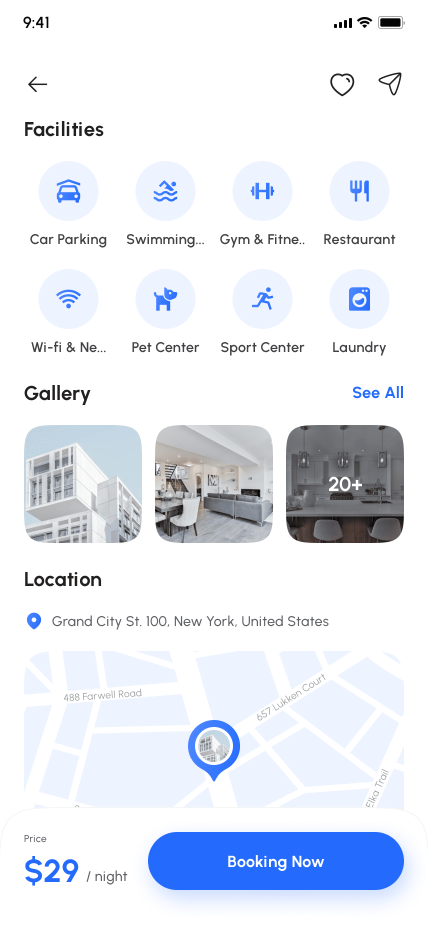 9:41
Facilities
Car Parking
Swimming...
Gym & Fitne..
Restaurant
Wi-fi & Ne...
Pet Center
Sport Center
Laundry
Gallery
See All
20+
Location
Grand City St. 100, New York, United States
488 Farwell Road
657 Lukken Court
Elka Trail
Price
$29 / night
Booking Now